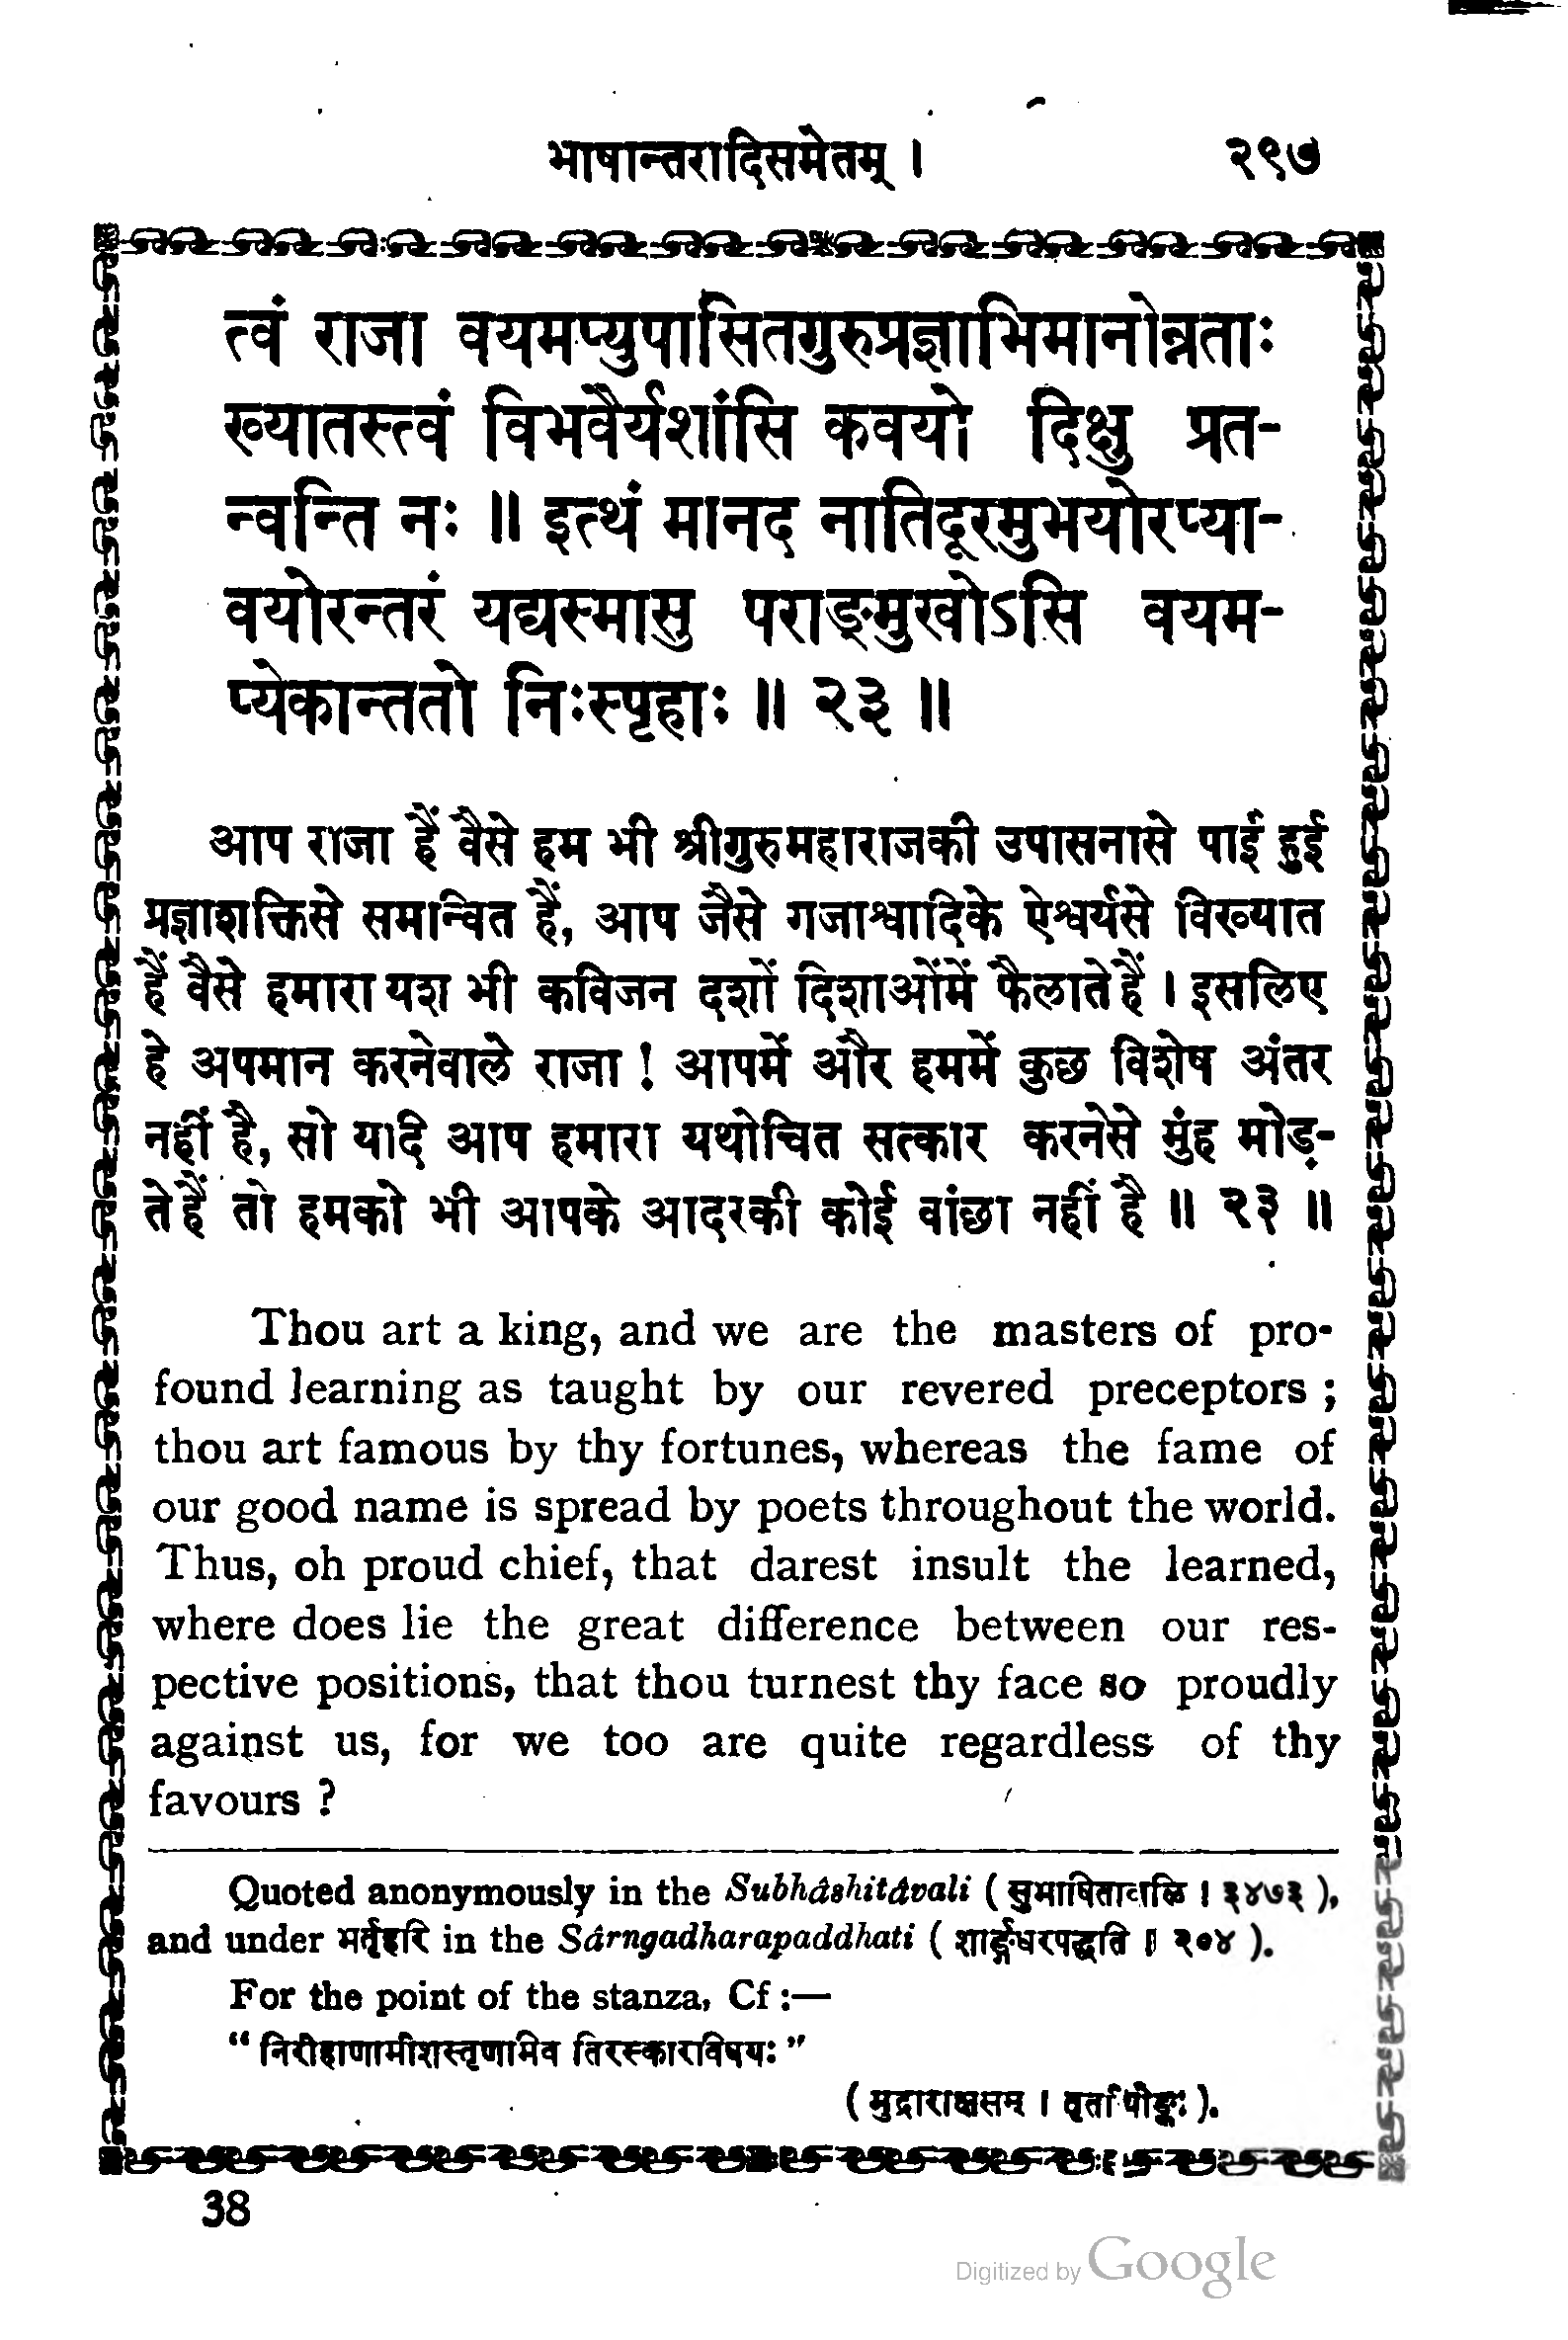 भाषान्तरादिसमेतम् । २९७
त्वं राजा वयमप्युपासितगुरुप्रज्ञाभिमानोन्नताः
ख्यातस्त्वं विभवैर्यशांसि कवयो दिक्षु प्रत-
न्वन्ति नः ॥ इत्थं मानद नातिदूरमुभयोरप्या-
वयोरन्तरं यद्यस्मासु पराङ्मुखोऽसि वयम-
प्येकान्ततो निःस्पृहाः ॥ २३ ॥
आप राजा हैं वैसे हम भी श्रीगुरुमहाराजकी उपासनासे पाई हुई
प्रज्ञाशक्तिसे समान्वित हैं, आप जैसे गजाश्वादिके ऐश्वर्यसे विख्यात
हैं वैसे हमारा यश भी कविजन दशों दिशाओंमें फैलातेहैं । इसलिए
हे अपमान करनेवाले राजा ! आपमें और हममें कुछ विशेष अंतर
नहीं है, सो यदि आप हमारा यथोचित सत्कार करनेसे मुंह मोड़-
तेहैं तो हमको भी आपके आदरकी कोई वांछा नहीं है ॥ २३ ॥
Thou art a king, and we are the masters of pro-
found learning as taught by our revered preceptors ;
thou art famous by thy fortunes, whereas the fame of
our good name is spread by poets throughout the world.
Thus, oh proud chief, that darest insult the learned,
where does lie the great difference between our res-
pective positions, that thou turnest thy face so proudly
against us, for we too are quite regardless of thy
favours ?
Quoted anonymously in the Subhâshitâvali ( सुभाषितावळि । ३४७३ ),
and under भर्तृहरि in the Sârngadharapaddhati ( शार्ङ्गधरपद्धति ॥ २०४ ).
For the point of the stanza, Cf :—
“ निरीहाणामीशस्तृणामिव तिरस्कारविषयः ”
( मुद्राराक्षसम् । तृतीयोङ्कः ).
38
Digitized by Google